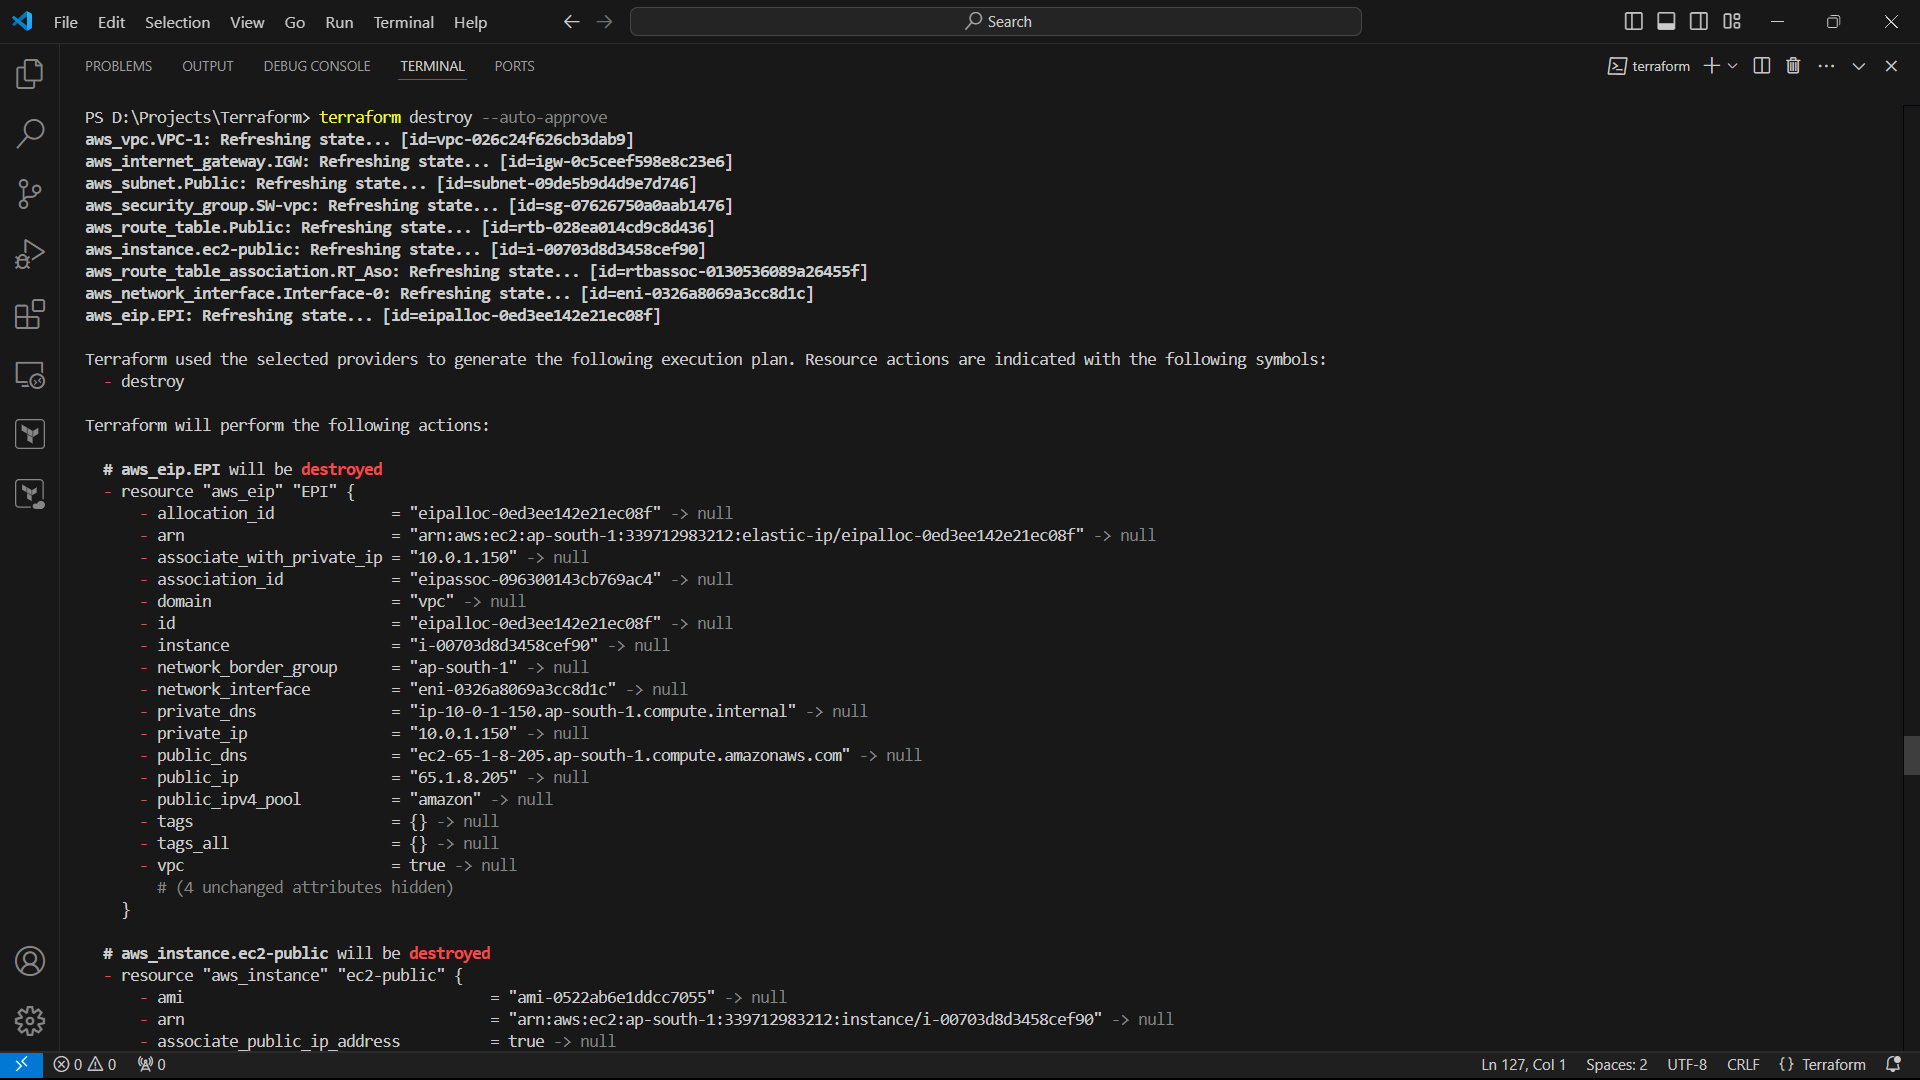 File Edit Selection View Go Run Terminal Help Search
PROBLEMS OUTPUT DEBUG CONSOLE TERMINAL PORTS terraform
PS D:\Projects\Terraform> terraform destroy --auto-approve
aws_vpc.VPC-1: Refreshing state... [id=vpc-026c24f626cb3dab9]
aws_internet_gateway.IGW: Refreshing state... [id=igw-0c5ceef598e8c23e6]
aws_subnet.Public: Refreshing state... [id=subnet-09de5b9d4d9e7d746]
aws_security_group.SW-vpc: Refreshing state... [id=sg-07626750a0aab1476]
aws_route_table.Public: Refreshing state... [id=rtb-028ea014cd9c8d436]
aws_instance.ec2-public: Refreshing state... [id=i-00703d8d3458cef90]
aws_route_table_association.RT_Aso: Refreshing state... [id=rtbassoc-0130536089a26455f]
aws_network_interface.Interface-0: Refreshing state... [id=eni-0326a8069a3cc8d1c]
aws_eip.EPI: Refreshing state... [id=eipalloc-0ed3ee142e21ec08f]
Terraform used the selected providers to generate the following execution plan. Resource actions are indicated with the following symbols:
- destroy
Terraform will perform the following actions:
# aws_eip.EPI will be destroyed
- resource "aws_eip" "EPI" {
- allocation_id = "eipalloc-0ed3ee142e21ec08f" -> null
- arn = "arn:aws:ec2:ap-south-1:339712983212:elastic-ip/eipalloc-0ed3ee142e21ec08f" -> null
- associate_with_private_ip = "10.0.1.150" -> null
- association_id = "eipassoc-096300143cb769ac4" -> null
- domain = "vpc" -> null
- id = "eipalloc-0ed3ee142e21ec08f" -> null
- instance = "i-00703d8d3458cef90" -> null
- network_border_group = "ap-south-1" -> null
- network_interface = "eni-0326a8069a3cc8d1c" -> null
- private_dns = "ip-10-0-1-150.ap-south-1.compute.internal" -> null
- private_ip = "10.0.1.150" -> null
- public_dns = "ec2-65-1-8-205.ap-south-1.compute.amazonaws.com" -> null
- public_ip = "65.1.8.205" -> null
- public_ipv4_pool = "amazon" -> null
- tags = {} -> null
- tags_all = {} -> null
- vpc = true -> null
# (4 unchanged attributes hidden)
}
# aws_instance.ec2-public will be destroyed
- resource "aws_instance" "ec2-public" {
- ami = "ami-0522ab6e1ddcc7055" -> null
- arn = "arn:aws:ec2:ap-south-1:339712983212:instance/i-00703d8d3458cef90" -> null
- associate_public_ip_address = true -> null
0 0 0 Ln 127, Col 1 Spaces: 2 UTF-8 CRLF {} Terraform